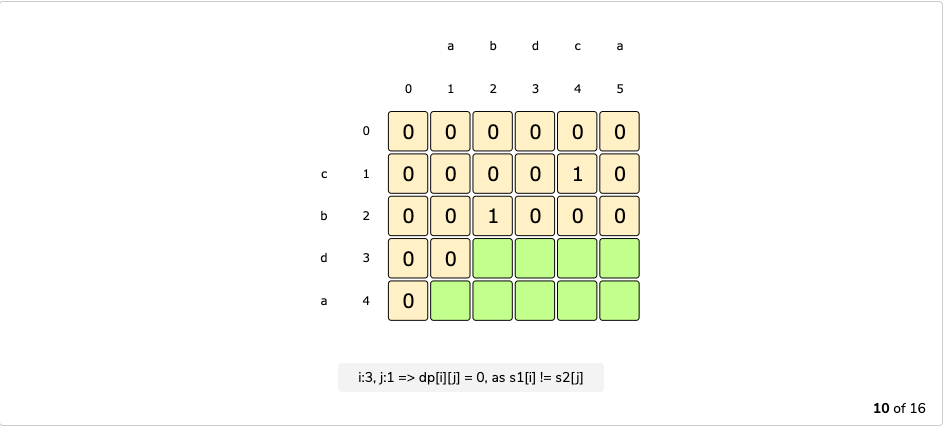 a b d c a
0 1 2 3 4 5
0 0 0 0 0 0 0
c 1 0 0 0 0 1 0
b 2 0 0 1 0 0 0
d 3 0 0
a 4 0
i:3, j:1 => dp[i][j] = 0, as s1[i] != s2[j]
10 of 16